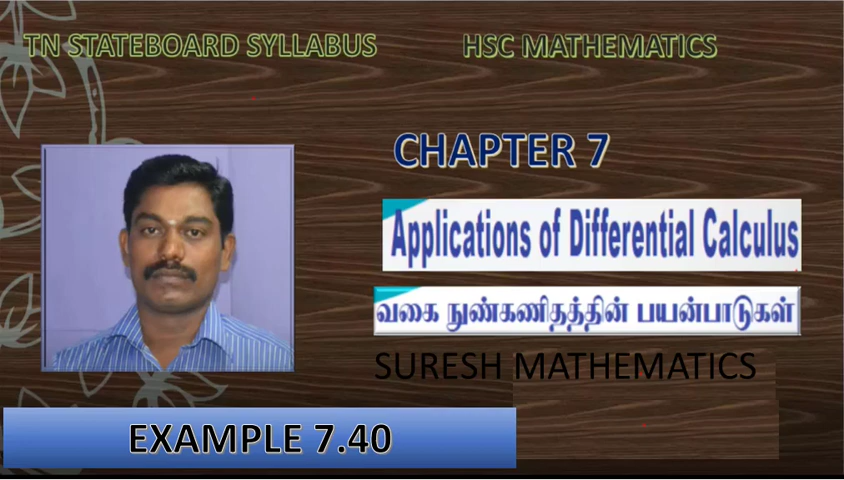 TN STATEBOARD SYLLABUS
HSC MATHEMATICS
CHAPTER 7
Applications of Differential Calculus
வகை நுண்கணிதத்தின் பயன்பாடுகள்
SURESH MATHEMATICS
EXAMPLE 7.40